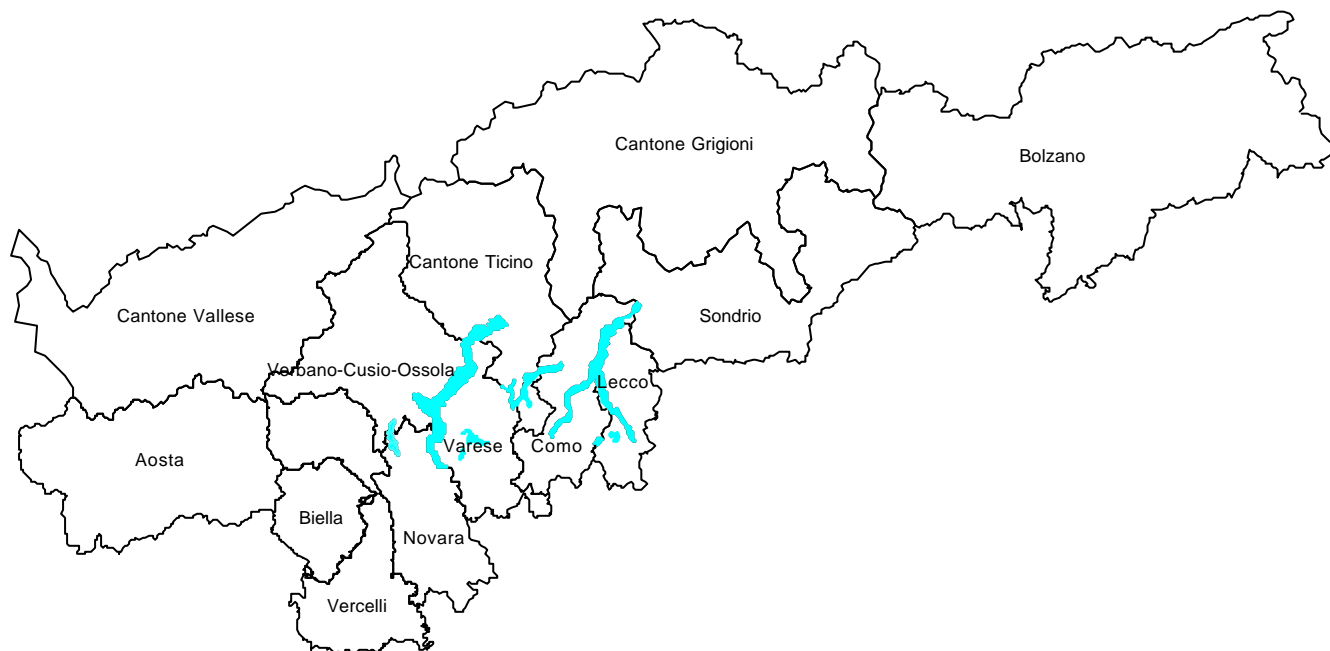 Cantone Grigioni
Bolzano
Cantone Ticino
Cantone Vallese
Sondrio
Verbano-Cusio-Ossola
Lecco
Varese
Como
Aosta
Biella
Novara
Vercelli